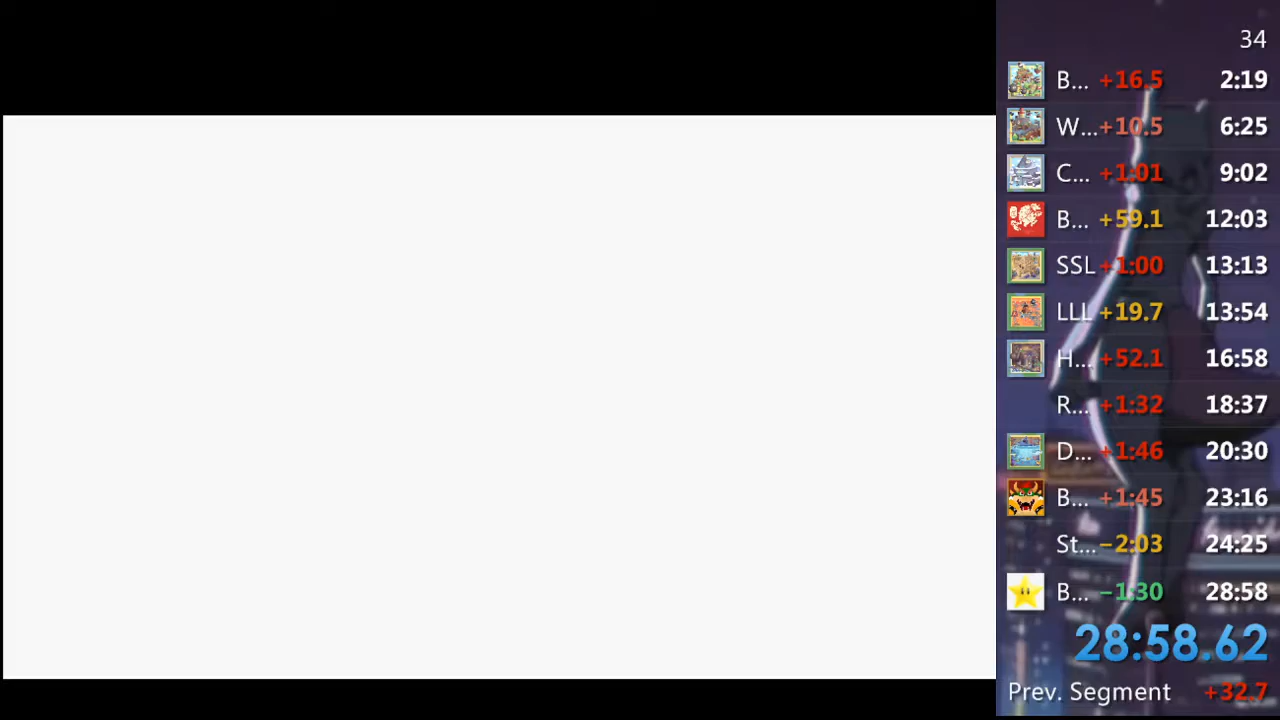 34
B... +16.5 2:19
W... +10.5 6:25
C... +1:01 9:02
B... +59.1 12:03
SSL +1:00 13:13
LLL +19.7 13:54
H... +52.1 16:58
R... +1:32 18:37
D... +1:46 20:30
B... +1:45 23:16
St... −2:03 24:25
B... −1:30 28:58
28:58.62
Prev. Segment +32.7